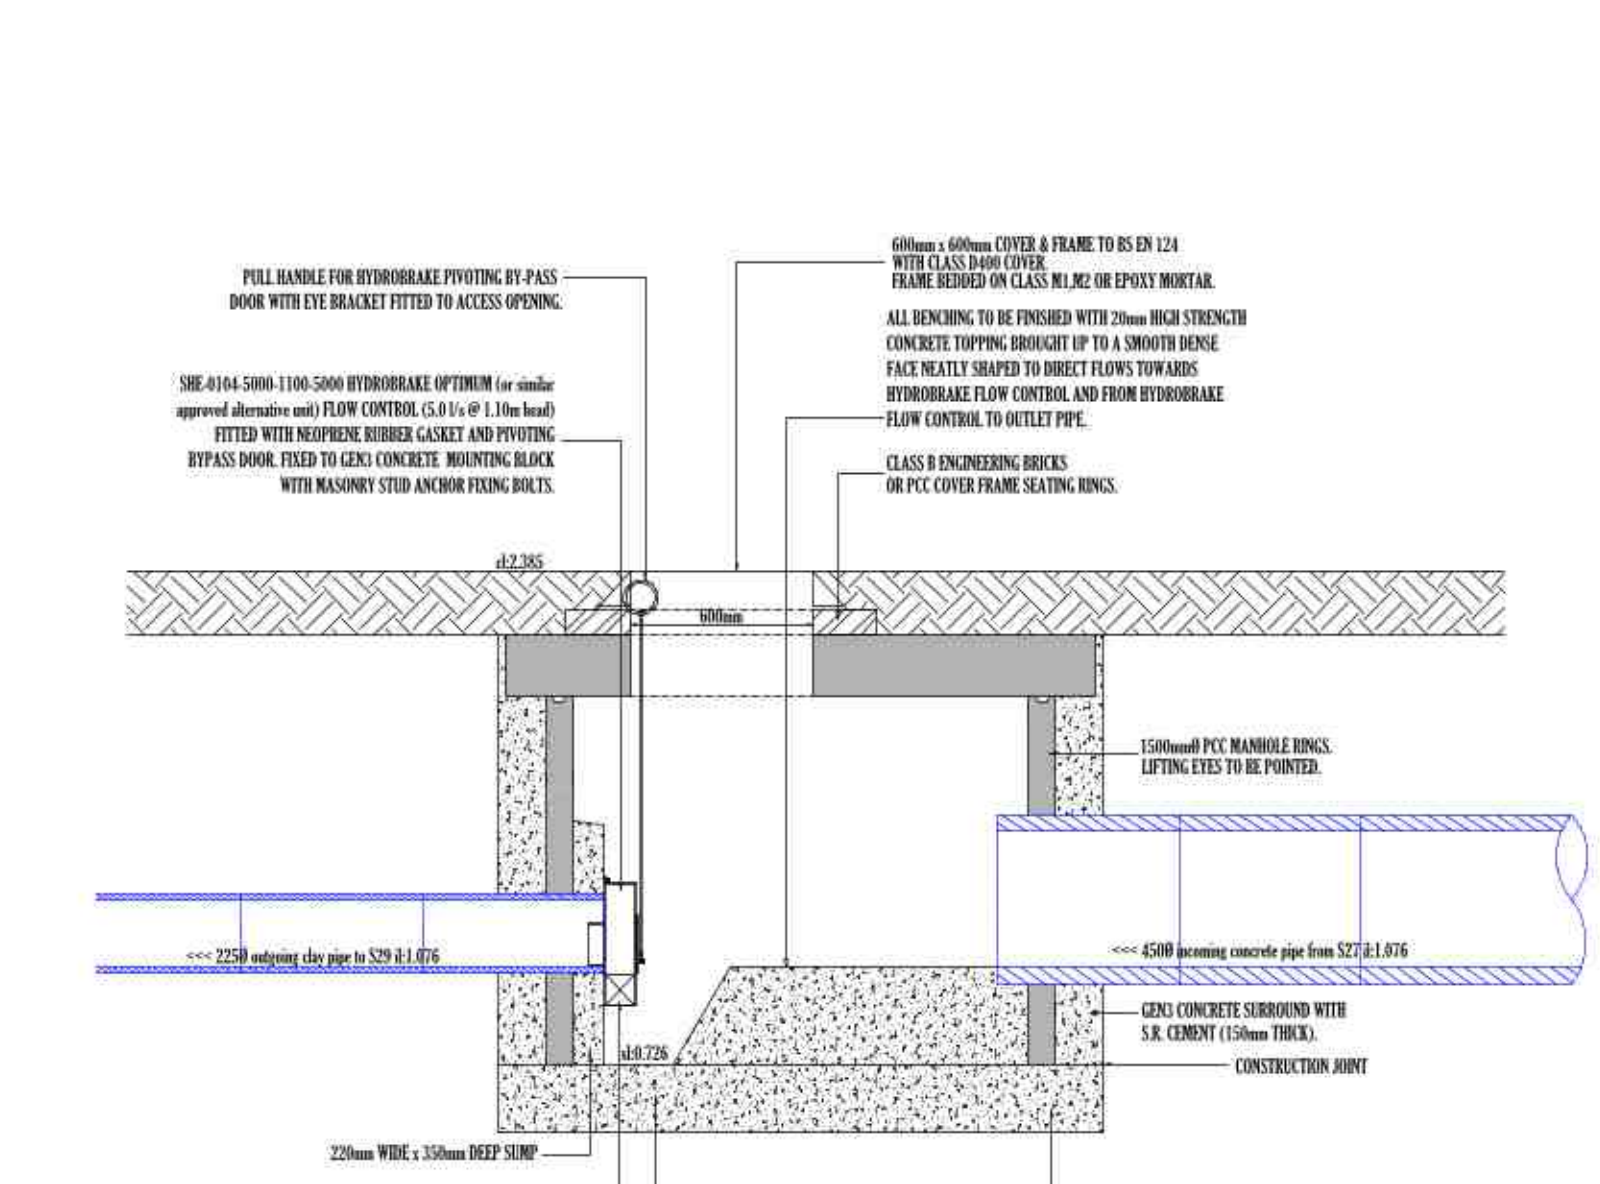 600mm x 600mm COVER & FRAME TO BS EN 124
WITH CLASS D400 COVER
FRAME BEDDED ON CLASS M1,M2 OR EPOXY MORTAR.
PULL HANDLE FOR HYDROBRAKE PIVOTING BY-PASS
DOOR WITH EYE BRACKET FITTED TO ACCESS OPENING.
ALL BENCHING TO BE FINISHED WITH 20mm HIGH STRENGTH
CONCRETE TOPPING BROUGHT UP TO A SMOOTH DENSE
FACE NEATLY SHAPED TO DIRECT FLOWS TOWARDS
HYDROBRAKE FLOW CONTROL AND FROM HYDROBRAKE
FLOW CONTROL TO OUTLET PIPE.
SHE-0104-5000-1100-5000 HYDROBRAKE OPTIMUM (or similar
approved alternative unit) FLOW CONTROL (5.0 l/s @ 1.10m head)
FITTED WITH NEOPRENE RUBBER GASKET AND PIVOTING
BYPASS DOOR. FIXED TO GEN3 CONCRETE MOUNTING BLOCK
WITH MASONRY STUD ANCHOR FIXING BOLTS.
CLASS B ENGINEERING BRICKS
OR PCC COVER FRAME SEATING RINGS.
cl:2.385
600mm
1500mmØ PCC MANHOLE RINGS.
LIFTING EYES TO BE POINTED.
<<< 225Ø outgoing clay pipe to S29 il:1.076
<<< 450Ø incoming concrete pipe from S27 il:1.076
GEN3 CONCRETE SURROUND WITH
S.R. CEMENT (150mm THICK).
sl:0.726
CONSTRUCTION JOINT
220mm WIDE x 350mm DEEP SUMP